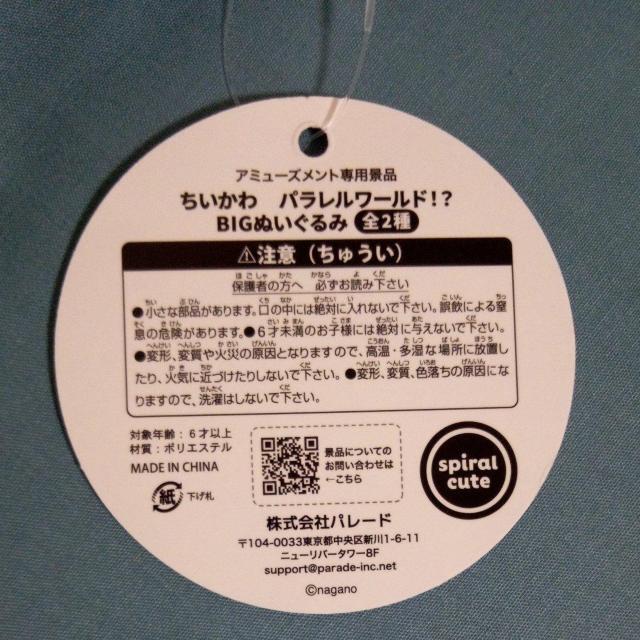 アミューズメント専用景品
ちいかわ　パラレルワールド!?
BIGぬいぐるみ 全2種
⚠注意（ちゅうい）
保護者の方へ　必ずお読み下さい
●小さな部品があります。口の中には絶対に入れないで下さい。誤飲による窒
息の危険があります。●6才未満のお子様には絶対に与えないで下さい。
●変形、変質や火災の原因となりますので、高温・多湿な場所に放置し
たり、火気に近づけたりしないで下さい。●変形、変質、色落ちの原因にな
りますので、洗濯はしないで下さい。
対象年齢：6才以上
材質：ポリエステル
MADE IN CHINA
紙 下げ札
景品についての
お問い合わせは
←こちら
spiral
cute
株式会社パレード
〒104-0033東京都中央区新川1-6-11
ニューリバータワー8F
support@parade-inc.net
©nagano